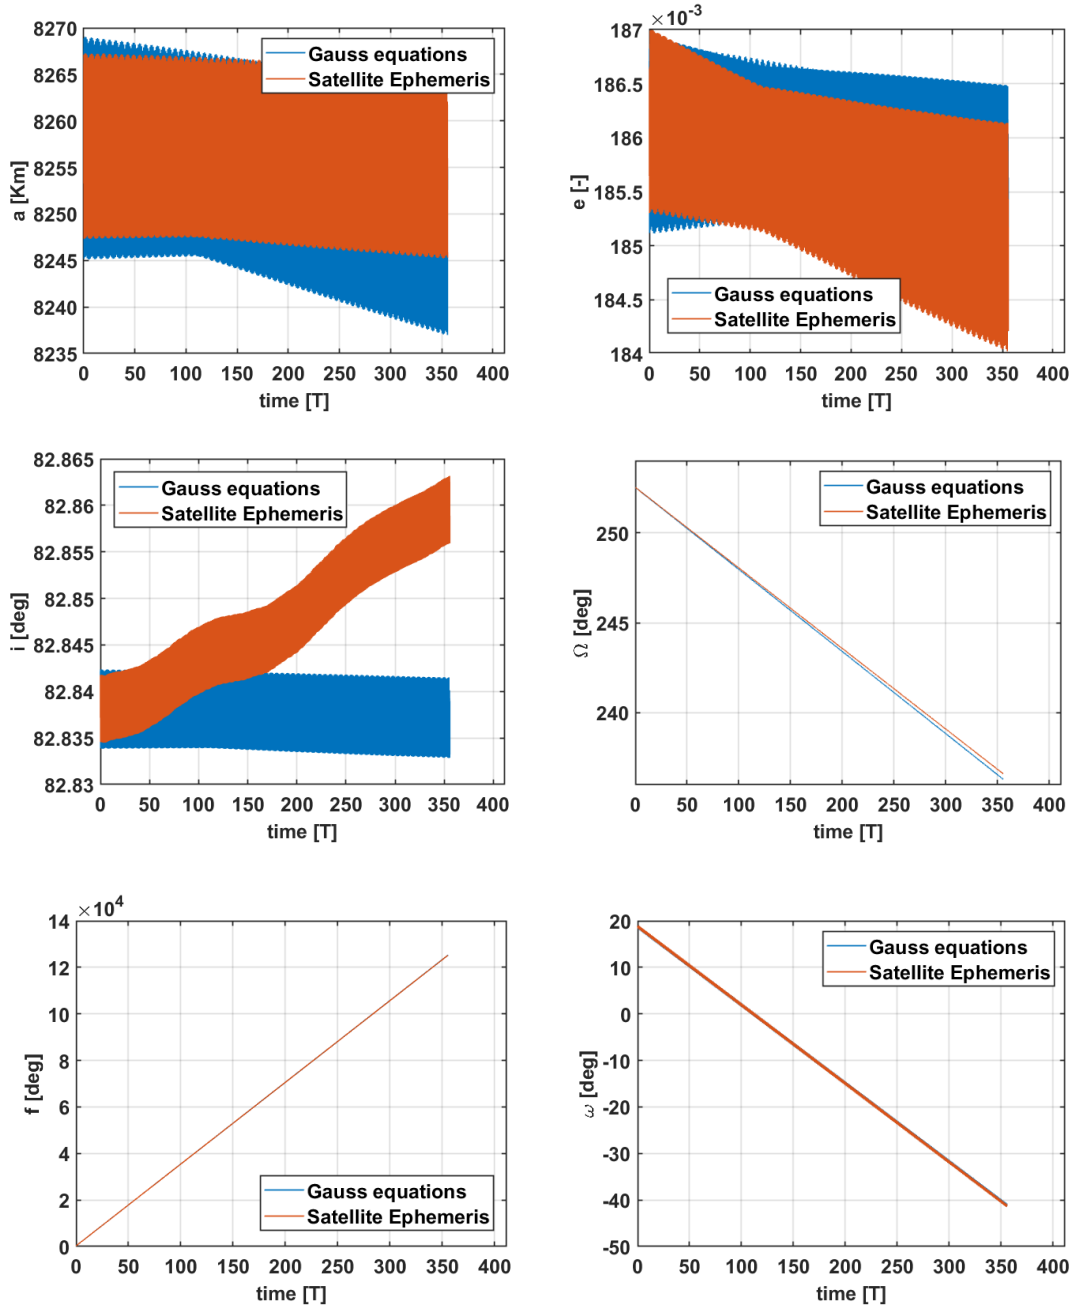 8270
8265
8260
8255
8250
8245
8240
8235
a [Km]
Gauss equations
Satellite Ephemeris
0 50 100 150 200 250 300 350 400
time [T]
×10^-3
187
186.5
186
185.5
185
184.5
184
e [-]
Gauss equations
Satellite Ephemeris
0 50 100 150 200 250 300 350 400
time [T]
82.865
82.86
82.855
82.85
82.845
82.84
82.835
82.83
i [deg]
Gauss equations
Satellite Ephemeris
0 50 100 150 200 250 300 350 400
time [T]
250
245
240
Ω [deg]
Gauss equations
Satellite Ephemeris
0 50 100 150 200 250 300 350 400
time [T]
×10^4
14
12
10
8
6
4
2
0
f [deg]
Gauss equations
Satellite Ephemeris
0 50 100 150 200 250 300 350 400
time [T]
20
10
0
-10
-20
-30
-40
-50
ω [deg]
Gauss equations
Satellite Ephemeris
0 50 100 150 200 250 300 350 400
time [T]